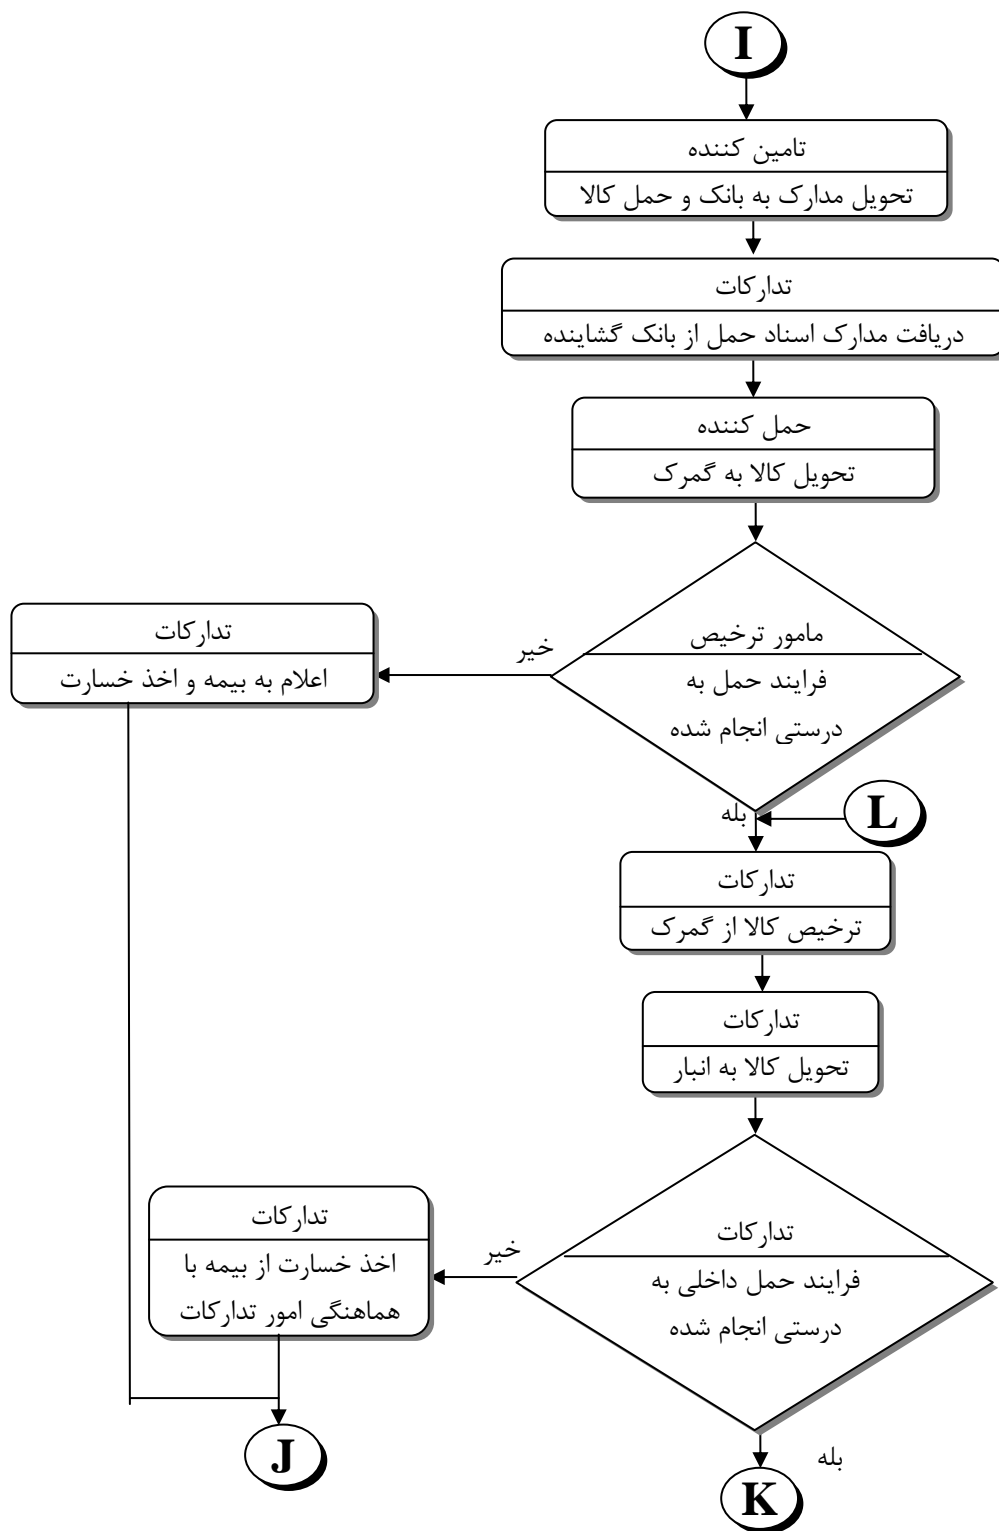 I
تامین کننده
تحویل مدارک به بانک و حمل کالا
تدارکات
دریافت مدارک اسناد حمل از بانک گشاینده
حمل کننده
تحویل کالا به گمرک
مامور ترخیص
فرایند حمل به
درستی انجام شده
خیر
تدارکات
اعلام به بیمه و اخذ خسارت
بله
L
تدارکات
ترخیص کالا از گمرک
تدارکات
تحویل کالا به انبار
تدارکات
فرایند حمل داخلی به
درستی انجام شده
خیر
تدارکات
اخذ خسارت از بیمه با
هماهنگی امور تدارکات
J
بله
K